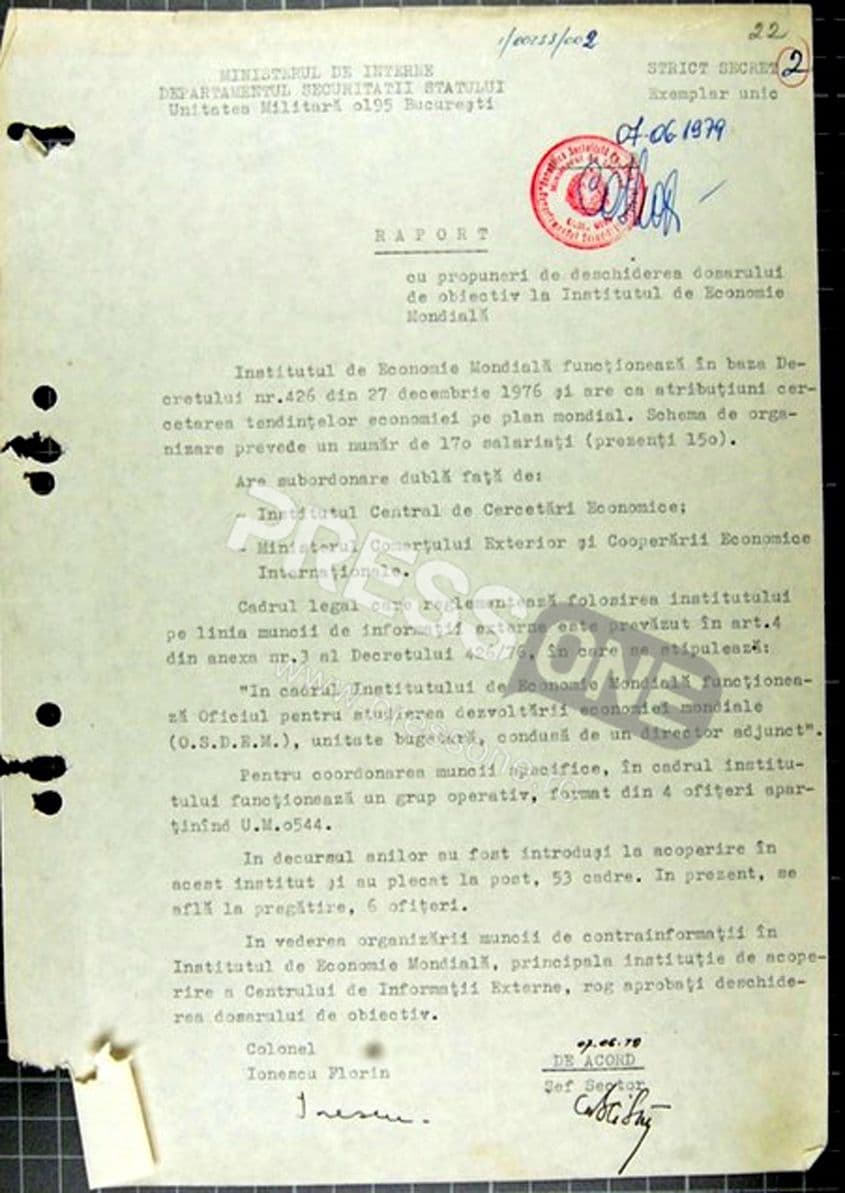 22
1/00233/002
MINISTERUL DE INTERNE
STRICT SECRET
2
DEPARTAMENTUL SECURITATII STATULUI
Exemplar unic
Unitatea Militară o195 Bucureşti
07-06-1979
RAPORT
cu propuneri de deschiderea dosarului
de obiectiv la Institutul de Economie
Mondială
Institutul de Economie Mondială funcţionează în baza De-
cretului nr.426 din 27 decembrie 1976 şi are ca atribuţiuni cer-
cetarea tendinţelor economiei pe plan mondial. Schema de orga-
nizare prevede un număr de 17o salariaţi (prezenţi 15o).
Are subordonare dublă faţă de:
- Institutul Central de Cercetări Economice;
- Ministerul Comerţului Exterior şi Cooperării Economice
Internaţionale.
Cadrul legal care reglementează folosirea institutului
pe linia muncii de informaţii externe este prevăzut în art.4
din anexa nr.3 al Decretului 426/76, în care se stipulează:
"In cadrul Institutului de Economie Mondială funcţionea-
ză Oficiul pentru studierea dezvoltării economiei mondiale
(O.S.D.E.M.), unitate bugetară, condusă de un director adjunct".
Pentru coordonarea muncii specifice, în cadrul institu-
tului funcţionează un grup operativ, format din 4 ofiţeri apar-
ţinînd U.M.o544.
In decursul anilor au fost introduşi la acoperire în
acest institut şi au plecat la post, 53 cadre. In prezent, se
află la pregătire, 6 ofiţeri.
In vederea organizării muncii de contrainformaţii în
Institutul de Economie Mondială, principala instituţie de acope-
rire a Centrului de Informaţii Externe, rog aprobaţi deschide-
rea dosarului de obiectiv.
Colonel
Ionescu Florin
07.06.79
DE ACORD
Şef Sector
PRESS ONE